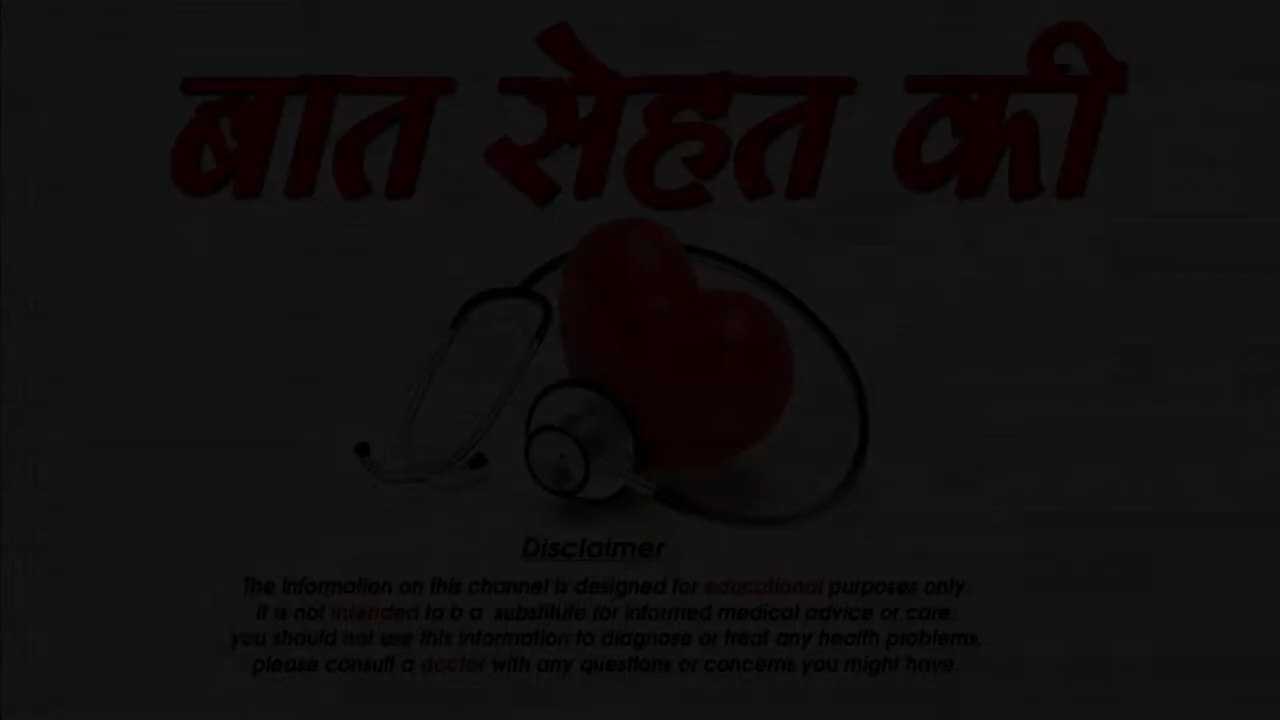 बात सेहत की
Disclaimer
The information on this channel is designed for educational purposes only.
it is not intended to b a substitute for informed medical advice or care.
you should not use this information to diagnose or treat any health problems.
please consult a doctor with any questions or concerns you might have.